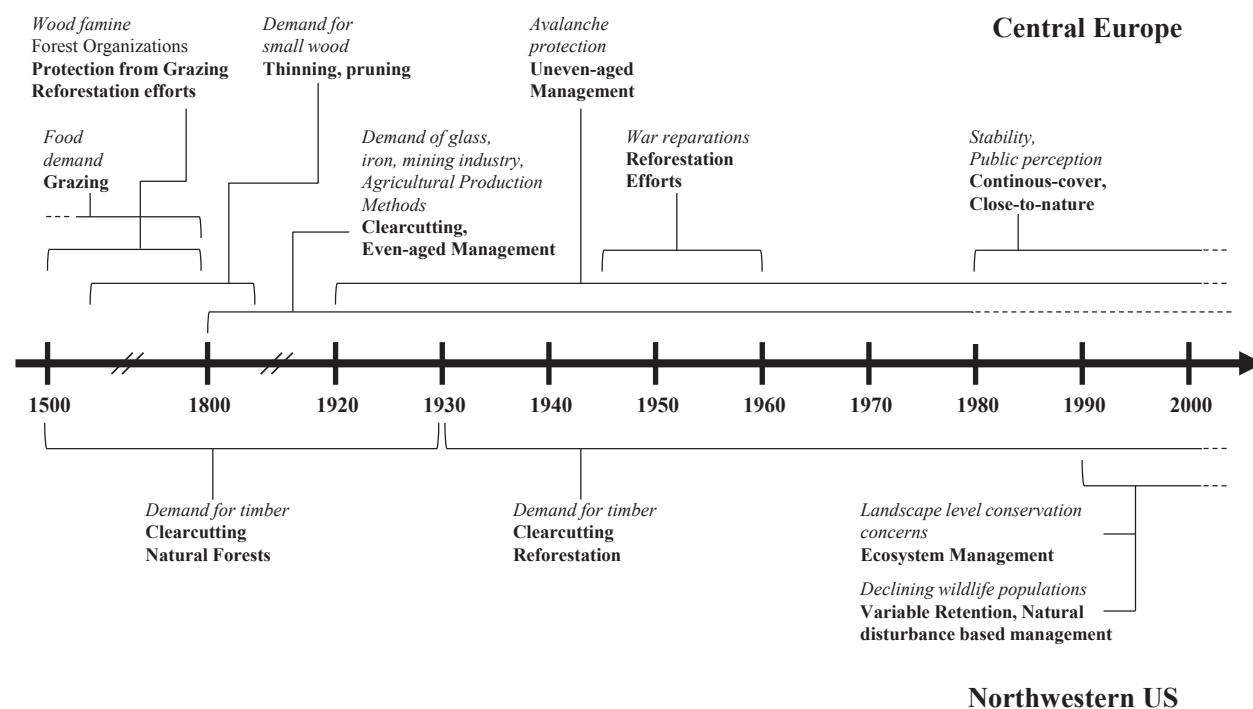 Central Europe
Wood famine
Forest Organizations
Protection from Grazing
Reforestation efforts
Demand for
small wood
Thinning, pruning
Avalanche
protection
Uneven-aged
Management
Food
demand
Grazing
Demand of glass,
iron, mining industry,
Agricultural Production
Methods
Clearcutting,
Even-aged Management
War reparations
Reforestation
Efforts
Stability,
Public perception
Continous-cover,
Close-to-nature
1500 1800 1920 1930 1940 1950 1960 1970 1980 1990 2000
Demand for timber
Clearcutting
Natural Forests
Demand for timber
Clearcutting
Reforestation
Landscape level conservation
concerns
Ecosystem Management
Declining wildlife populations
Variable Retention, Natural
disturbance based management
Northwestern US